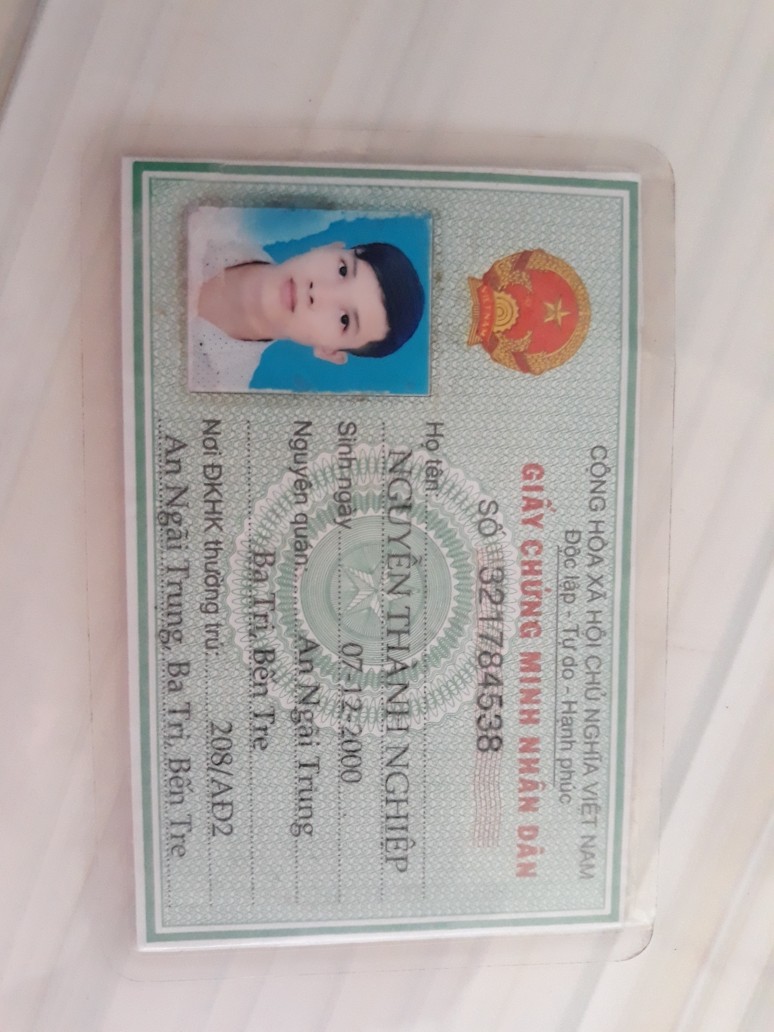 CỘNG HÒA XÃ HỘI CHỦ NGHĨA VIỆT NAM
Độc lập - Tự do - Hạnh phúc
GIẤY CHỨNG MINH NHÂN DÂN
Số 321784538
Họ tên:
NGUYỄN THÀNH NGHIỆP
Sinh ngày 07-12-2000
Nguyên quán: An Ngãi Trung
Ba Tri, Bến Tre
Nơi ĐKHK thường trú: 208/AĐ2
An Ngãi Trung, Ba Tri, Bến Tre
VIỆT NAM